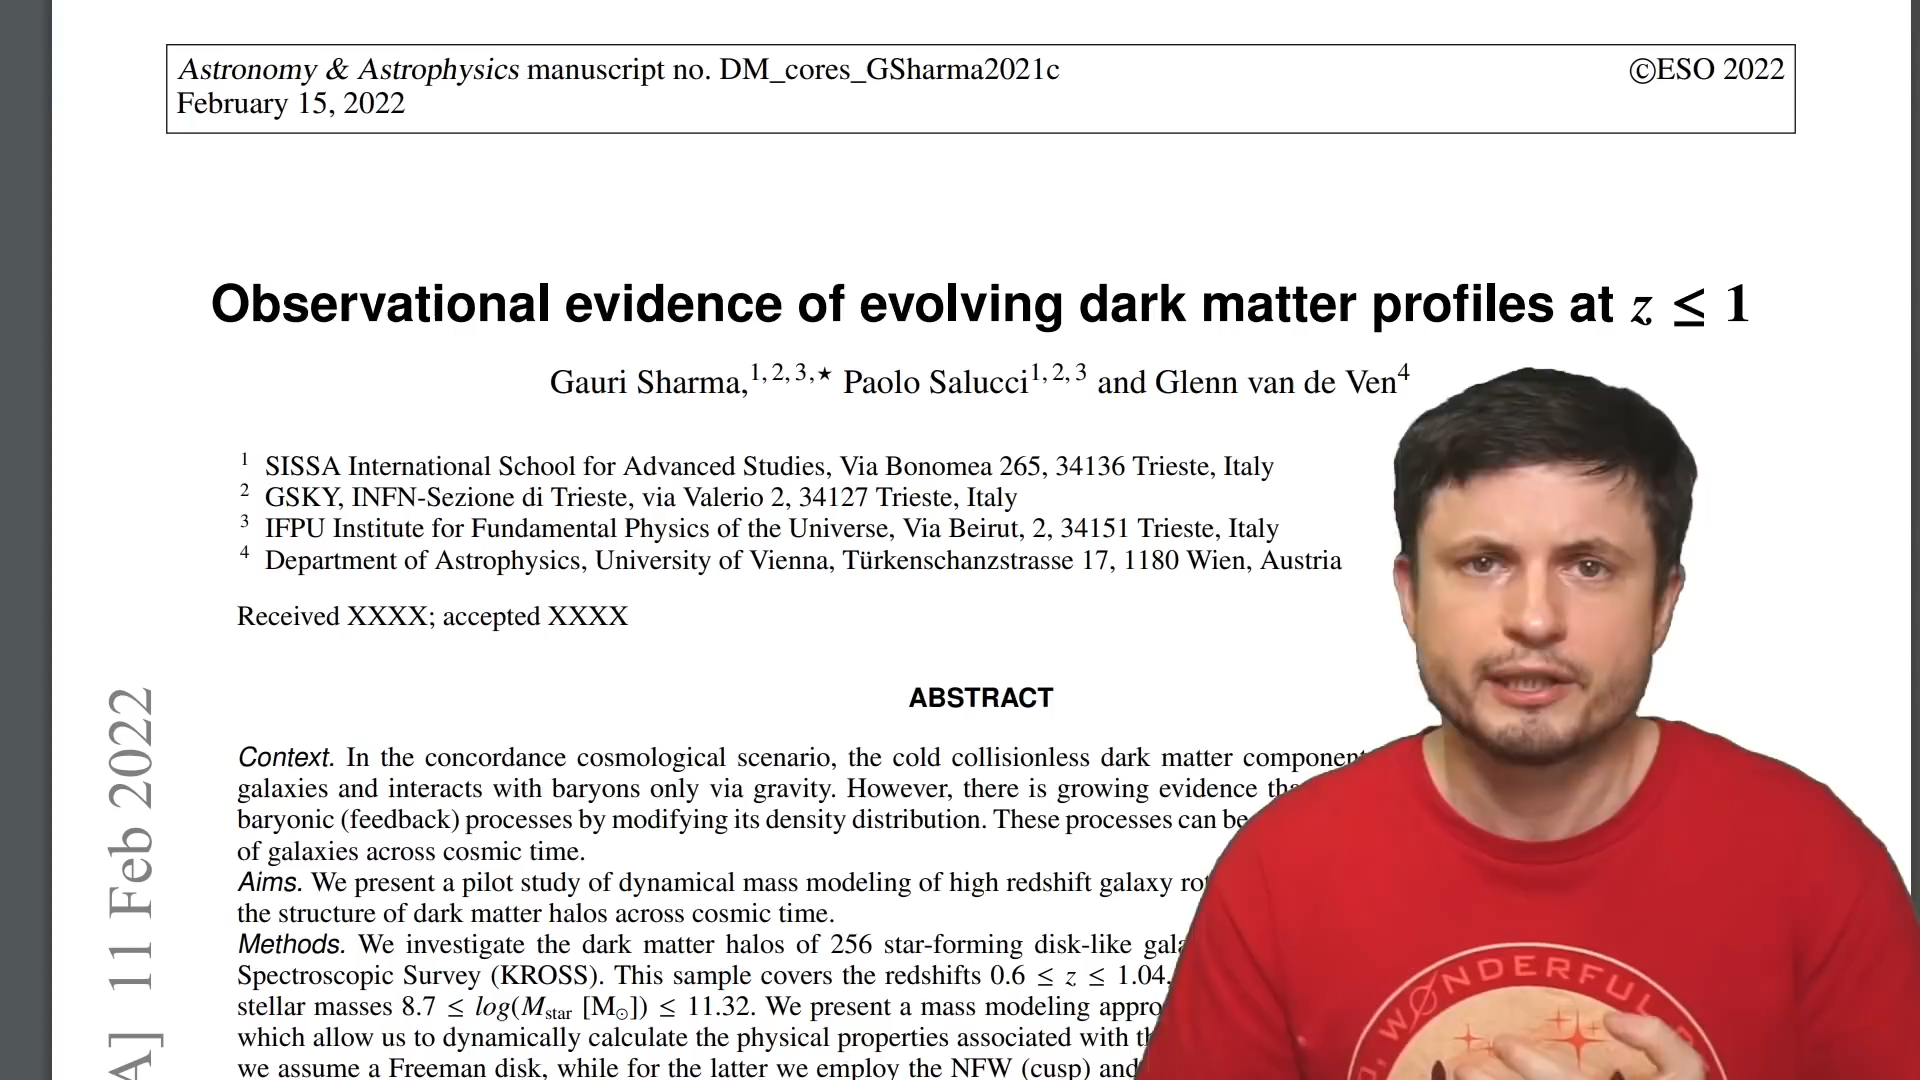 Astronomy & Astrophysics manuscript no. DM_cores_GSharma2021c
©ESO 2022
February 15, 2022
Observational evidence of evolving dark matter profiles at z ≤ 1
Gauri Sharma,1,2,3,★ Paolo Salucci1,2,3 and Glenn van de Ven4
1 SISSA International School for Advanced Studies, Via Bonomea 265, 34136 Trieste, Italy
2 GSKY, INFN-Sezione di Trieste, via Valerio 2, 34127 Trieste, Italy
3 IFPU Institute for Fundamental Physics of the Universe, Via Beirut, 2, 34151 Trieste, Italy
4 Department of Astrophysics, University of Vienna, Türkenschanzstrasse 17, 1180 Wien, Austria
Received XXXX; accepted XXXX
ABSTRACT
Context. In the concordance cosmological scenario, the cold collisionless dark matter
galaxies and interacts with baryons only via gravity. However, there is growing evidence
baryonic (feedback) processes by modifying its density distribution. These processes can be
of galaxies across cosmic time.
Aims. We present a pilot study of dynamical mass modeling of high redshift galaxy
the structure of dark matter halos across cosmic time.
Methods. We investigate the dark matter halos of 256 star-forming disk-like
Spectroscopic Survey (KROSS). This sample covers the redshifts 0.6 ≤ z ≤ 1.04,
stellar masses 8.7 ≤ log(Mstar [M⊙]) ≤ 11.32. We present a mass modeling
which allow us to dynamically calculate the physical properties associated with
we assume a Freeman disk, while for the latter we employ the NFW (cusp) and
A] 11 Feb 2022
WØNDERFUL